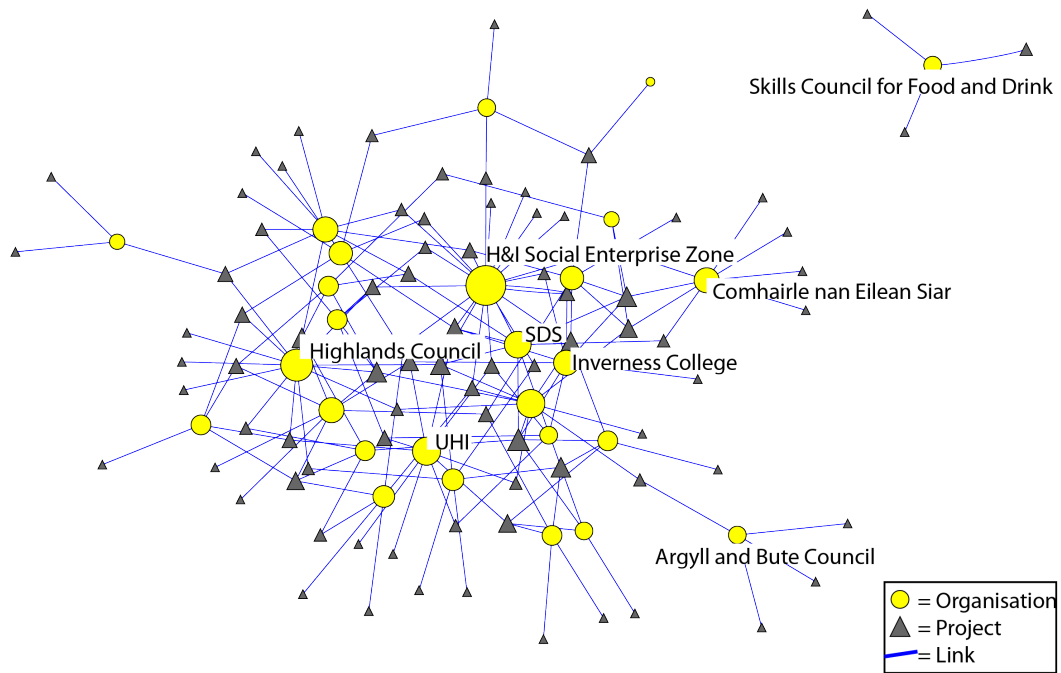 Skills Council for Food and Drink
H&I Social Enterprise Zone
Comhairle nan Eilean Siar
SDS
Highlands Council
Inverness College
UHI
Argyll and Bute Council
= Organisation
= Project
= Link